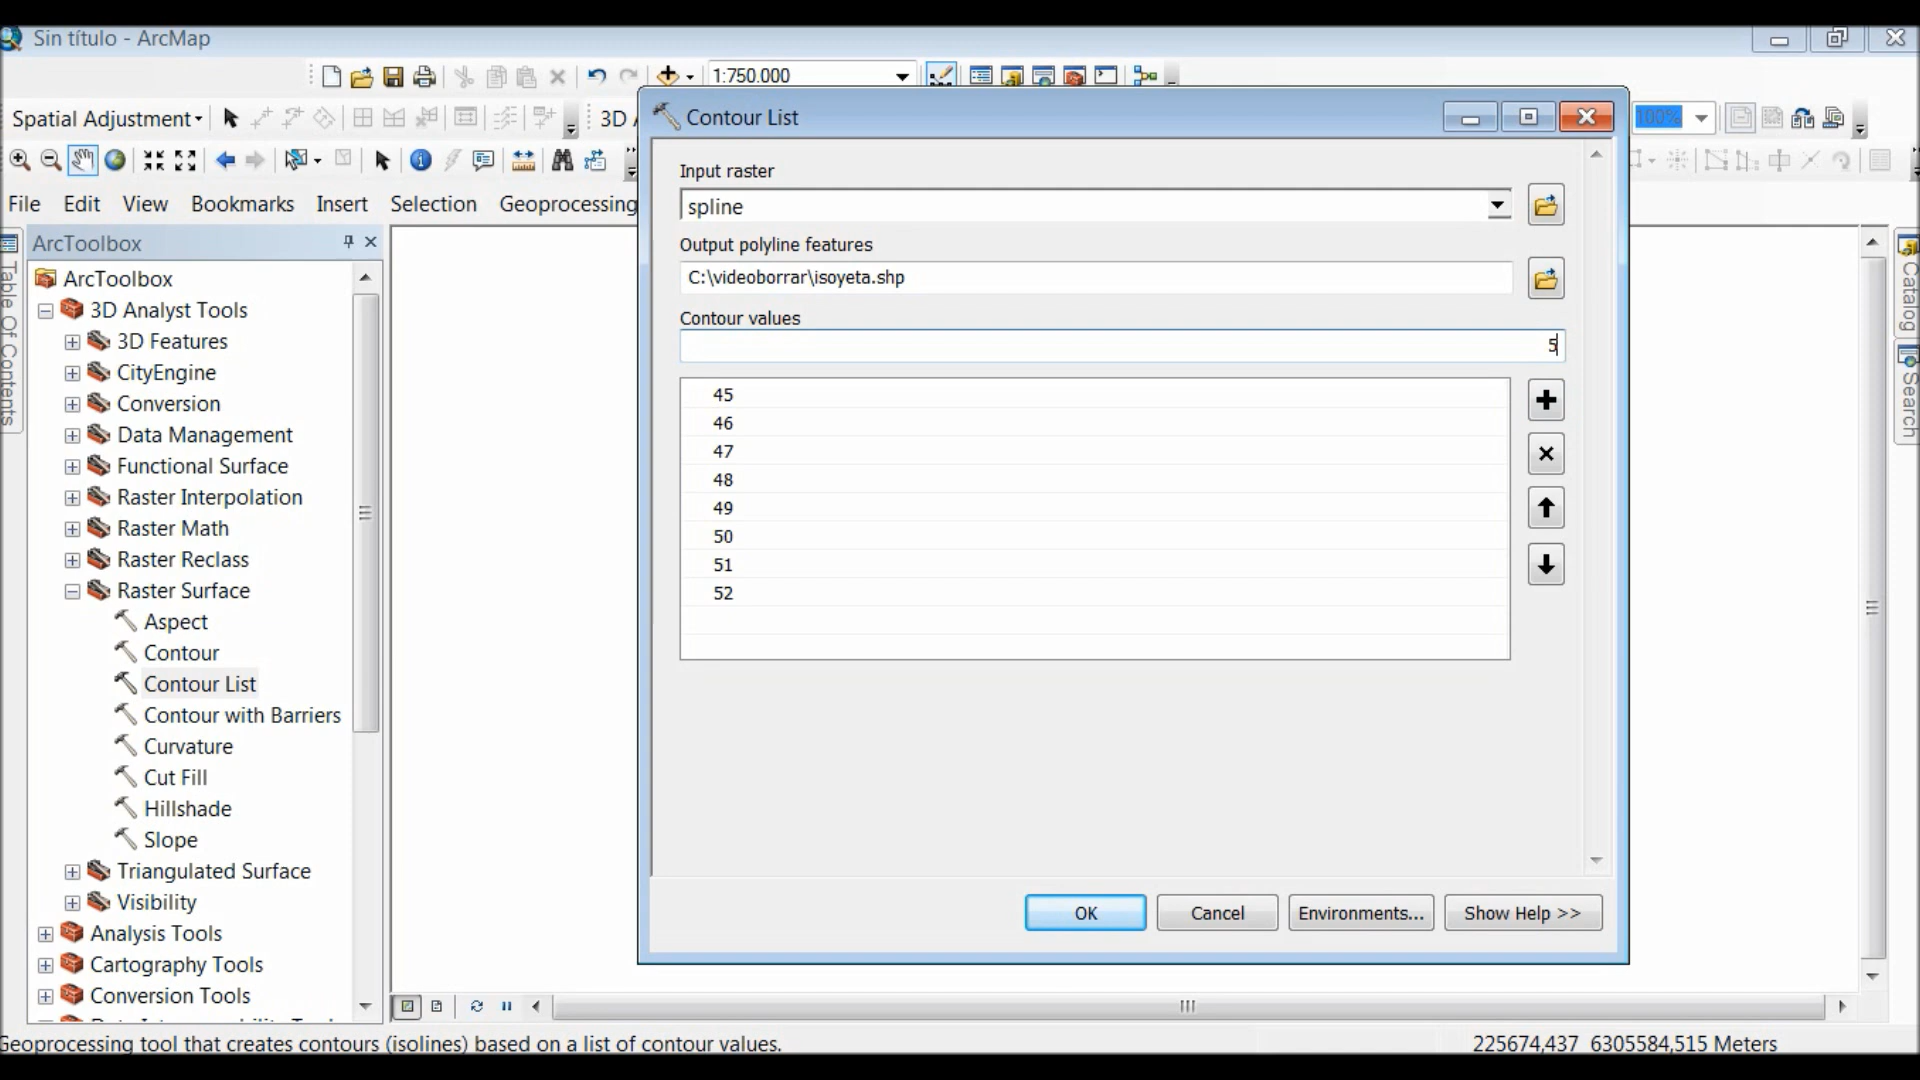 Sin título - ArcMap
1:750.000
Spatial Adjustment
3D
100%
File Edit View Bookmarks Insert Selection Geoprocessing
Table Of Contents
ArcToolbox
ArcToolbox
3D Analyst Tools
3D Features
CityEngine
Conversion
Data Management
Functional Surface
Raster Interpolation
Raster Math
Raster Reclass
Raster Surface
Aspect
Contour
Contour List
Contour with Barriers
Curvature
Cut Fill
Hillshade
Slope
Triangulated Surface
Visibility
Analysis Tools
Cartography Tools
Conversion Tools
Contour List
Input raster
spline
Output polyline features
C:\videoborrar\isoyeta.shp
Contour values
5
45
46
47
48
49
50
51
52
OK Cancel Environments... Show Help >>
Catalog
Search
Geoprocessing tool that creates contours (isolines) based on a list of contour values.
225674,437 6305584,515 Meters